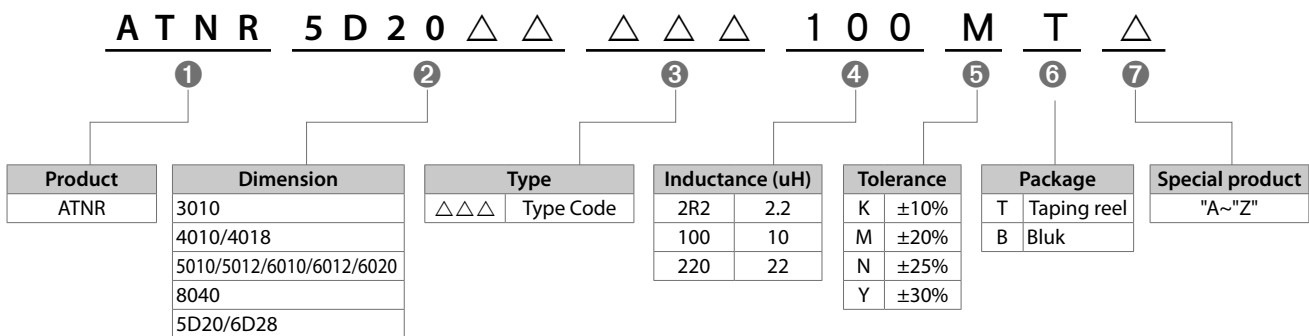 A T N R 5 D 2 0 △ △ △ △ △ 1 0 0 M T △
❶ ❷ ❸ ❹ ❺ ❻ ❼
Product Dimension Type Inductance (uH) Tolerance Package Special product
ATNR 3010 △△△ Type Code 2R2 2.2 K ±10% T Taping reel "A~"Z"
4010/4018 100 10 M ±20% B Bluk
5010/5012/6010/6012/6020 220 22 N ±25%
8040 Y ±30%
5D20/6D28